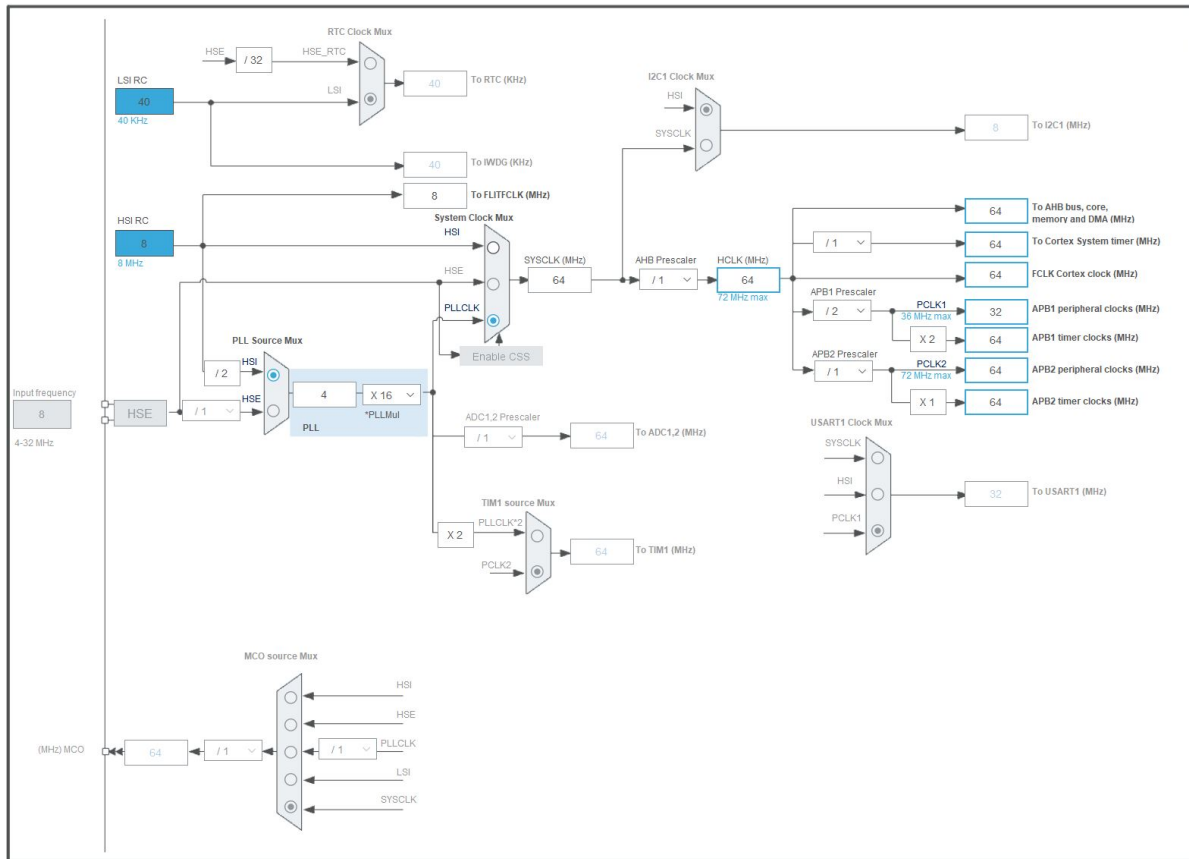 RTC Clock Mux
HSE
/ 32
HSE_RTC
LSI RC
40
40 KHz
LSI
40
To RTC (KHz)
I2C1 Clock Mux
HSI
SYSCLK
8
To I2C1 (MHz)
40
To IWDG (KHz)
8
To FLITFCLK (MHz)
HSI RC
8
8 MHz
System Clock Mux
HSI
HSE
PLLCLK
SYSCLK (MHz)
64
AHB Prescaler
/ 1
HCLK (MHz)
64
72 MHz max
64
To AHB bus, core,
memory and DMA (MHz)
/ 1
64
To Cortex System timer (MHz)
64
FCLK Cortex clock (MHz)
APB1 Prescaler
/ 2
PCLK1
36 MHz max
32
APB1 peripheral clocks (MHz)
X 2
64
APB1 timer clocks (MHz)
APB2 Prescaler
/ 1
PCLK2
72 MHz max
64
APB2 peripheral clocks (MHz)
X 1
64
APB2 timer clocks (MHz)
Enable CSS
PLL Source Mux
/ 2
HSI
Input frequency
8
4-32 MHz
HSE
/ 1
HSE
4
X 16
*PLLMul
PLL
ADC1,2 Prescaler
/ 1
64
To ADC1,2 (MHz)
USART1 Clock Mux
SYSCLK
HSI
PCLK1
32
To USART1 (MHz)
TIM1 source Mux
X 2
PLLCLK*2
PCLK2
64
To TIM1 (MHz)
MCO source Mux
HSI
HSE
(MHz) MCO
64
/ 1
/ 1
PLLCLK
LSI
SYSCLK